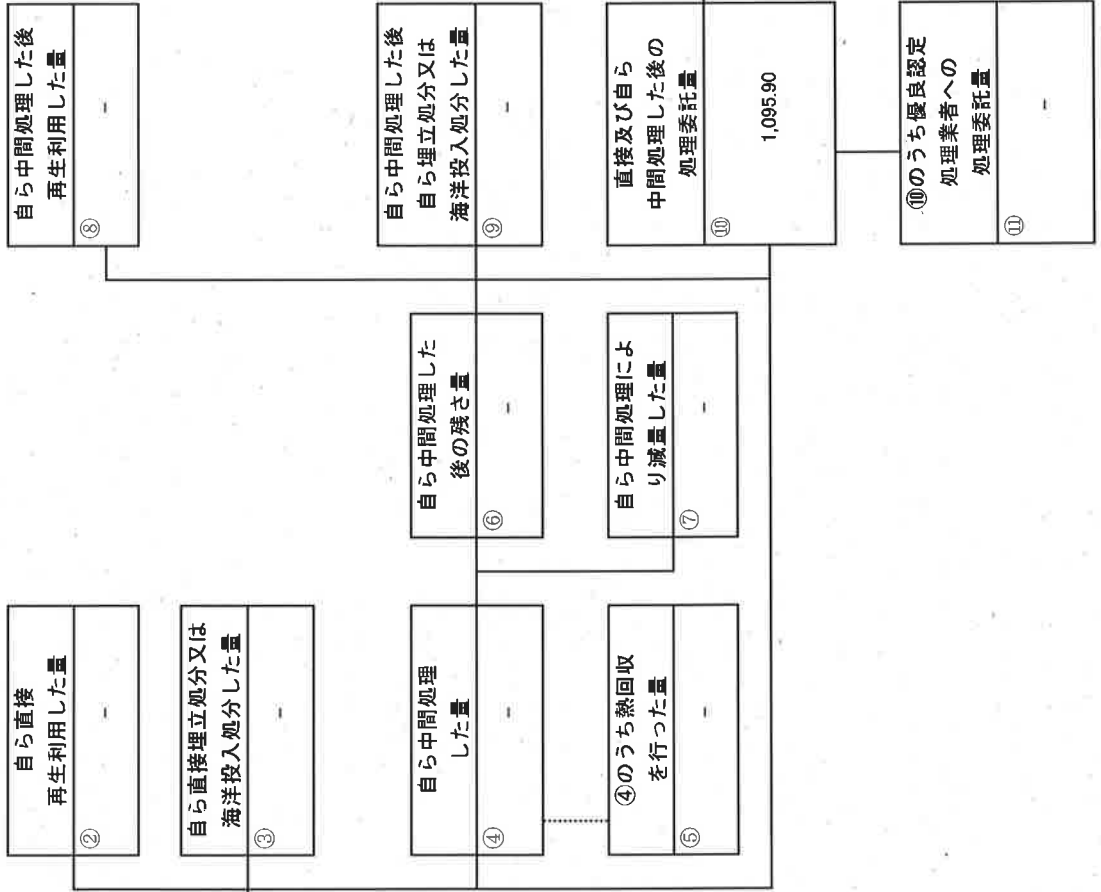 自ら直接
再生利用した量
②
-
自ら直接埋立処分又は
海洋投入処分した量
③
-
自ら中間処理
した量
④
-
④のうち熱回収
を行った量
⑤
-
自ら中間処理した
後の残さ量
⑥
-
自ら中間処理によ
り減量した量
⑦
-
自ら中間処理した後
再生利用した量
⑧
-
自ら中間処理した後
自ら埋立処分又は
海洋投入処分した量
⑨
-
直接及び自ら
中間処理した後の
処理委託量
⑩
1,095.90
⑩のうち優良認定
処理業者への
処理委託量
⑪
-